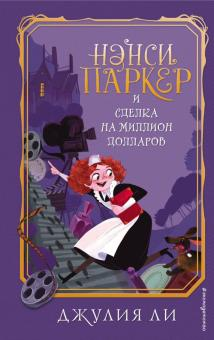 НЭНСИ
ПАРКЕР
И
СДЕЛКА
НА МИЛЛИОН
ДОЛЛАРОВ
ДЖУЛИЯ ЛИ